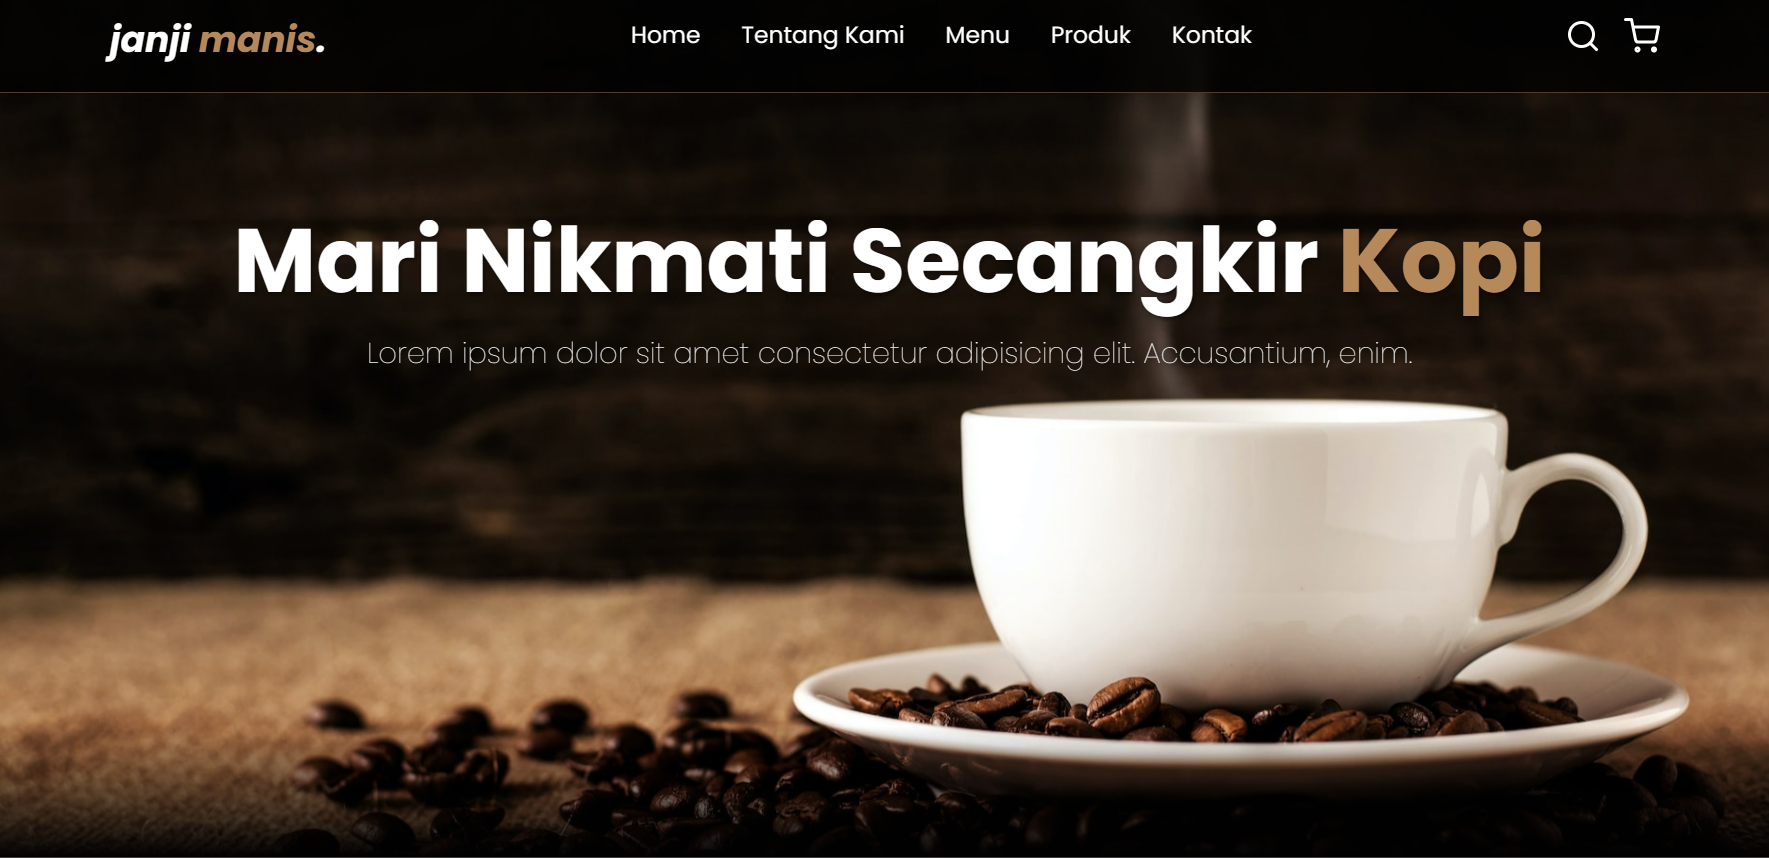 janji manis.
Home Tentang Kami Menu Produk Kontak
Mari Nikmati Secangkir Kopi
Lorem ipsum dolor sit amet consectetur adipisicing elit. Accusantium, enim.